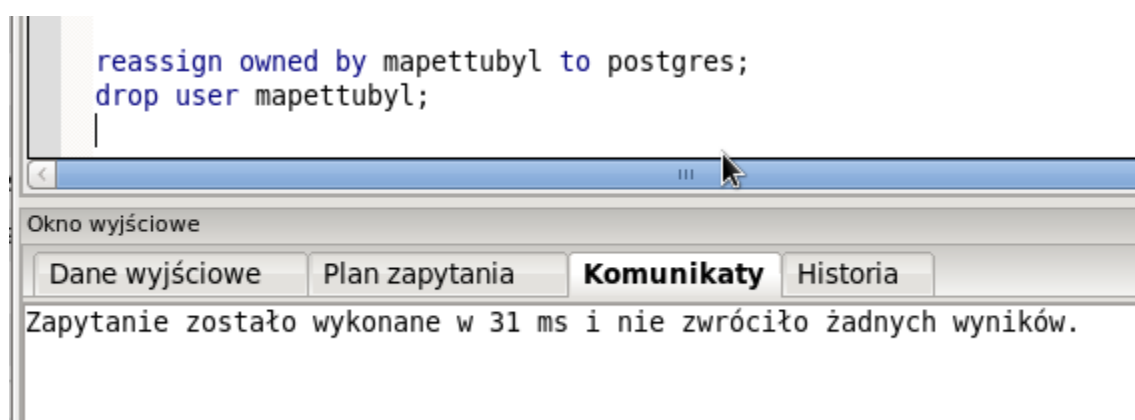 reassign owned by mapettubyl to postgres;
drop user mapettubyl;
Okno wyjściowe
Dane wyjściowe Plan zapytania Komunikaty Historia
Zapytanie zostało wykonane w 31 ms i nie zwróciło żadnych wyników.